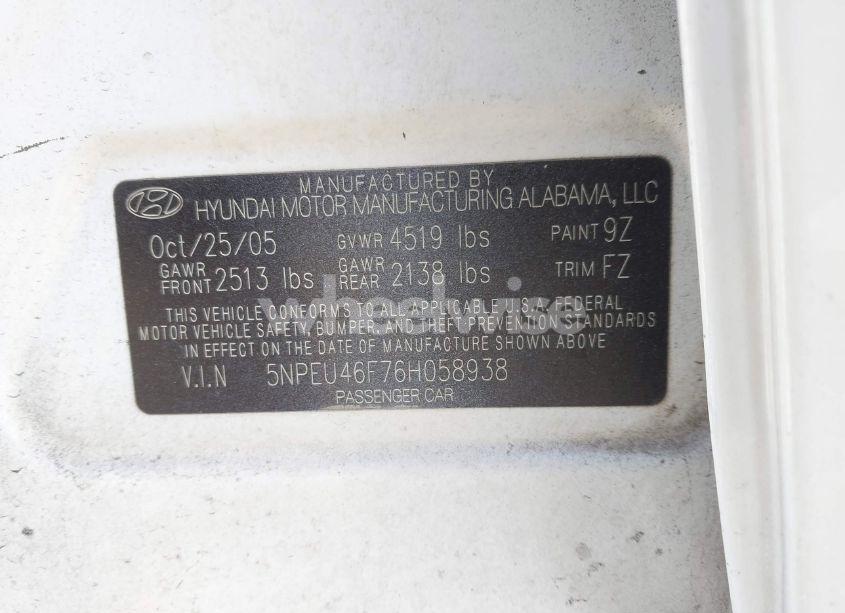 MANUFACTURED BY
HYUNDAI MOTOR MANUFACTURING ALABAMA, LLC
Oct/25/05 GVWR 4519 lbs PAINT 9Z
GAWR FRONT 2513 lbs GAWR REAR 2138 lbs TRIM FZ
THIS VEHICLE CONFORMS TO ALL APPLICABLE U.S.A. FEDERAL
MOTOR VEHICLE SAFETY, BUMPER, AND THEFT PREVENTION STANDARDS
IN EFFECT ON THE DATE OF MANUFACTURE SHOWN ABOVE
V.I.N 5NPEU46F76H058938
PASSENGER CAR
wheelwise